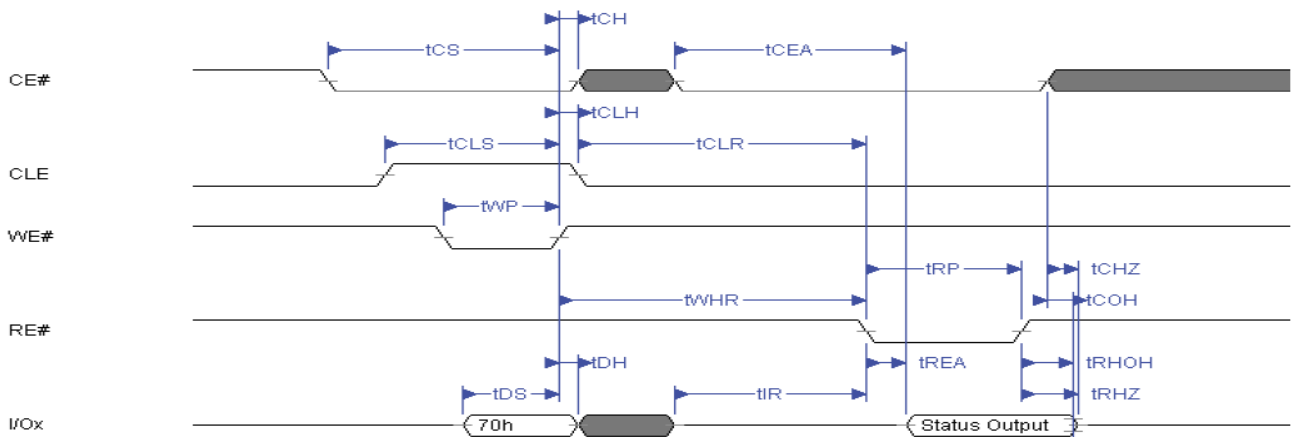 tCH
tCS
tCEA
CE#
tCLH
tCLS
tCLR
CLE
tWP
WE#
tRP
tCHZ
tWHR
tCOH
RE#
tDH
tREA
tRHOH
tDS
tIR
tRHZ
I/Ox
70h
Status Output